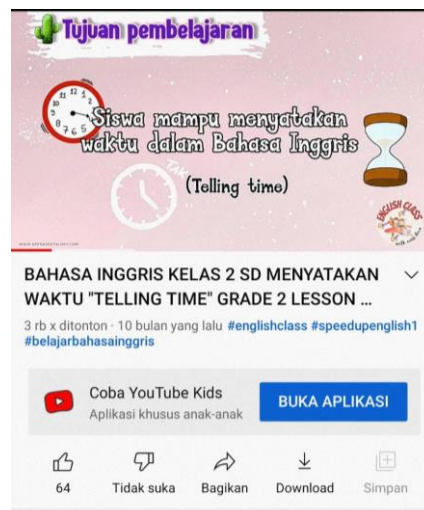 Tujuan pembelajaran
Siswa mampu menyatakan
waktu dalam Bahasa Inggris
(Telling time)
ENGLISH CLASS
BAHASA INGGRIS KELAS 2 SD MENYATAKAN
WAKTU "TELLING TIME" GRADE 2 LESSON ...
3 rb x ditonton · 10 bulan yang lalu #englishclass #speedupenglish1
#belajarbahasainggris
Coba YouTube Kids
Aplikasi khusus anak-anak
BUKA APLIKASI
64
Tidak suka
Bagikan
Download
Simpan